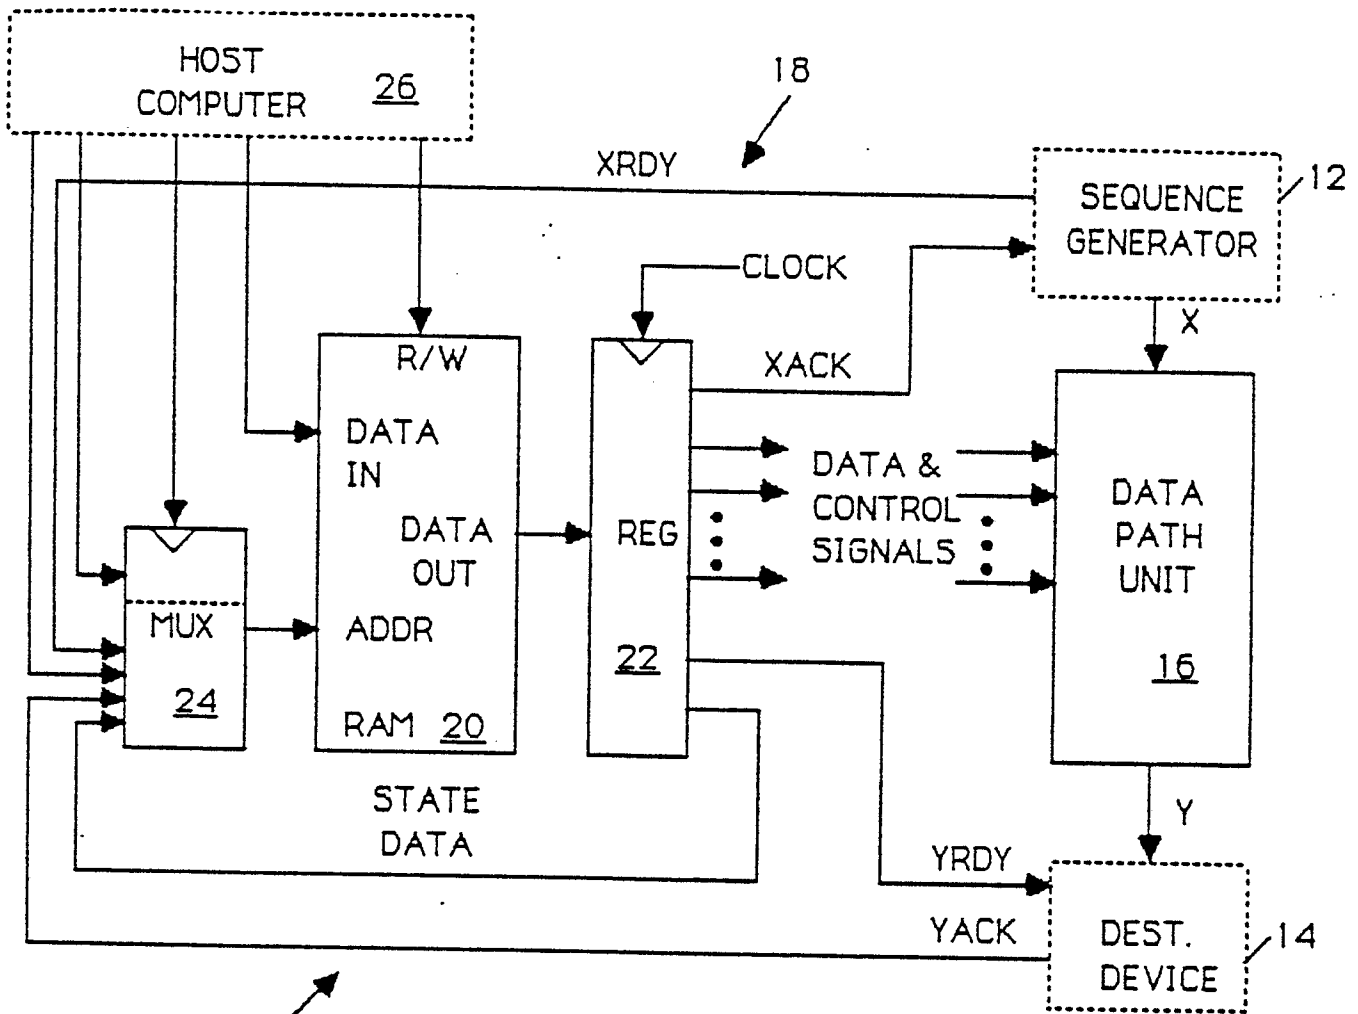 HOST
COMPUTER 26
18
XRDY
SEQUENCE
GENERATOR
12
CLOCK
X
R/W
XACK
DATA
IN
DATA
OUT
ADDR
RAM 20
REG
22
DATA &
CONTROL
SIGNALS
DATA
PATH
UNIT
16
MUX
24
STATE
DATA
Y
YRDY
YACK
DEST.
DEVICE
14